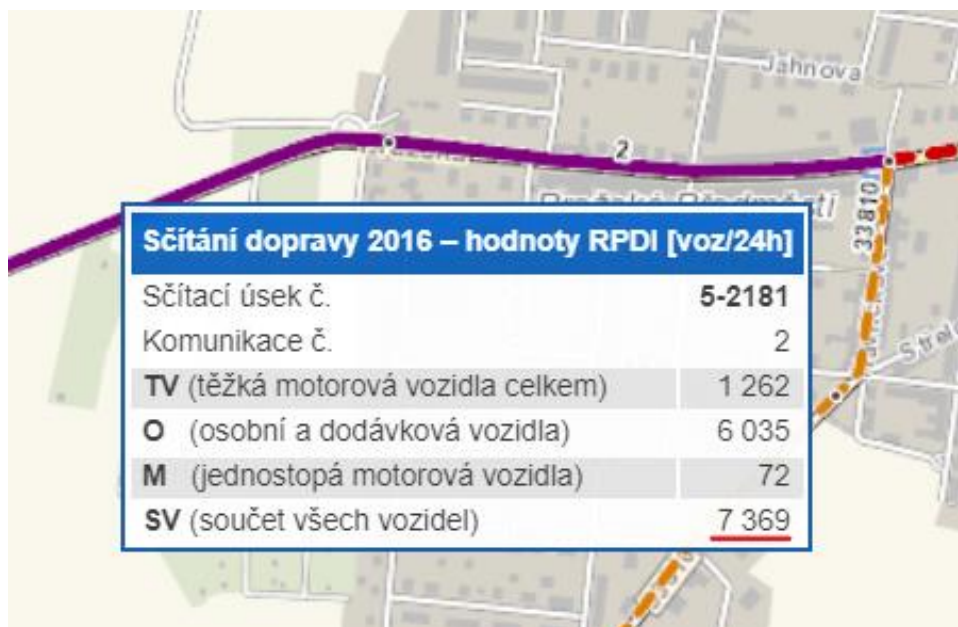 Jahnova
2
Pražské Předměstí
33810
Sčítání dopravy 2016 – hodnoty RPDI [voz/24h]
Sčítací úsek č. 5-2181
Komunikace č. 2
TV (těžká motorová vozidla celkem) 1 262
O (osobní a dodávková vozidla) 6 035
M (jednostopá motorová vozidla) 72
SV (součet všech vozidel) 7 369